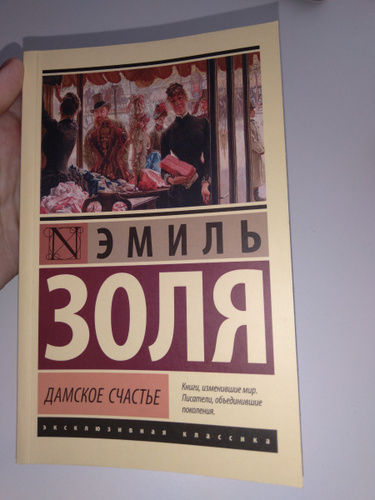 N ЭМИЛЬ
ЗОЛЯ
ДАМСКОЕ СЧАСТЬЕ
Книги, изменившие мир.
Писатели, объединившие
поколения.
эксклюзивная классика